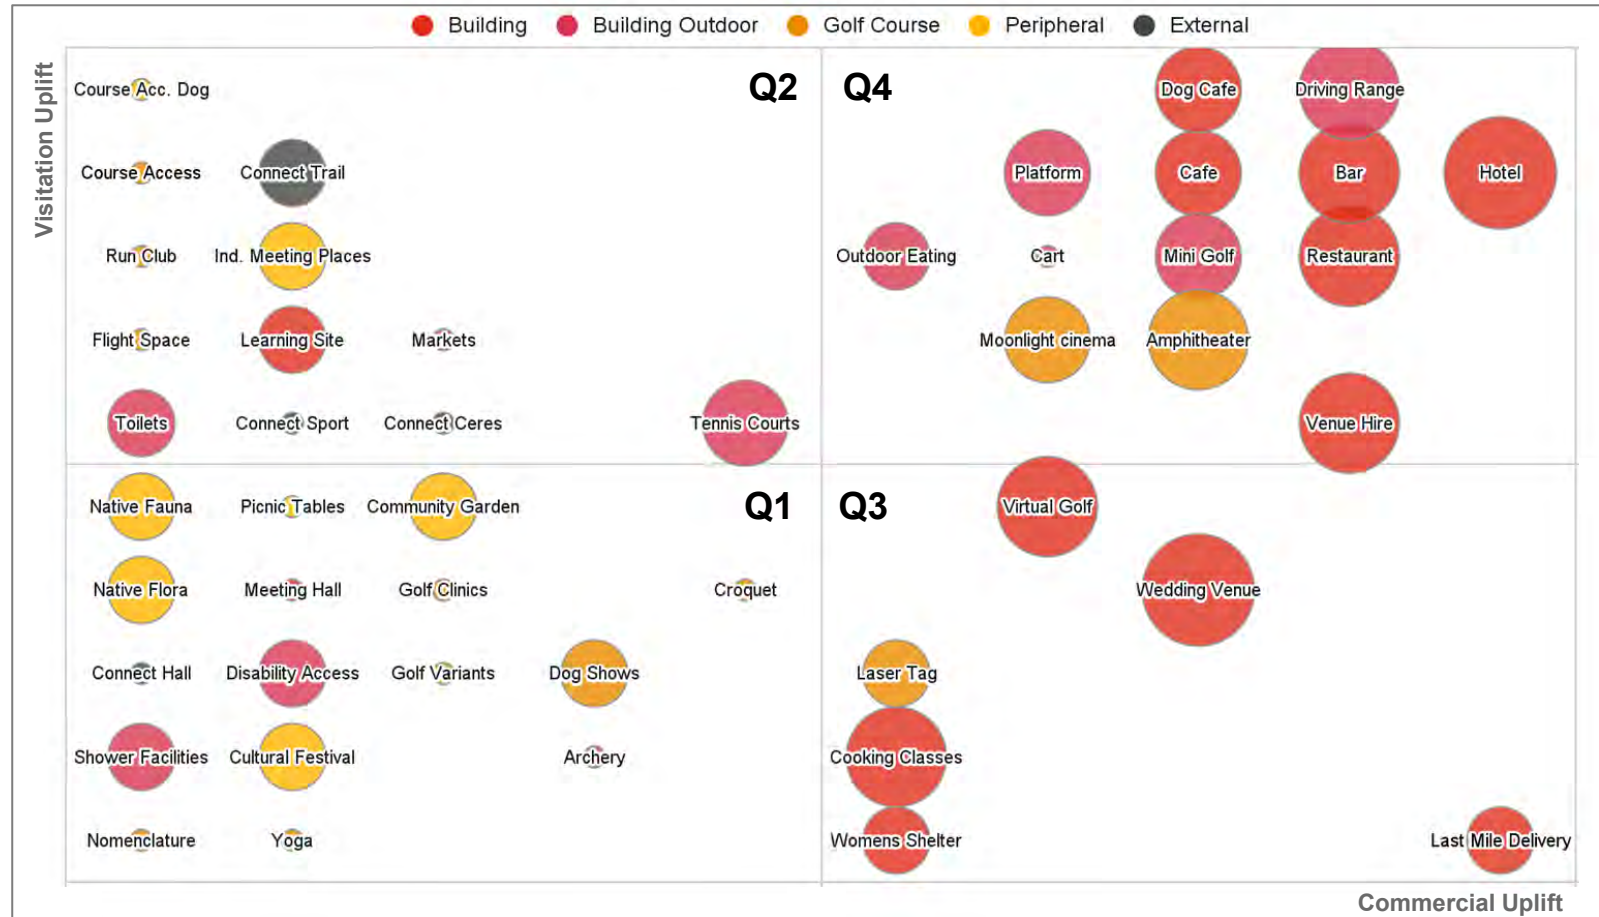 Building Building Outdoor Golf Course Peripheral External
Visitation Uplift
Q2 Q4
Course Acc. Dog Dog Cafe Driving Range
Course Access Connect Trail Platform Cafe Bar Hotel
Run Club Ind. Meeting Places Outdoor Eating Cart Mini Golf Restaurant
Flight Space Learning Site Markets Moonlight cinema Amphitheater
Toilets Connect Sport Connect Ceres Tennis Courts Venue Hire
Q1 Q3
Native Fauna Picnic Tables Community Garden Virtual Golf
Native Flora Meeting Hall Golf Clinics Croquet Wedding Venue
Connect Hall Disability Access Golf Variants Dog Shows Laser Tag
Shower Facilities Cultural Festival Archery Cooking Classes
Nomenclature Yoga Womens Shelter Last Mile Delivery
Commercial Uplift